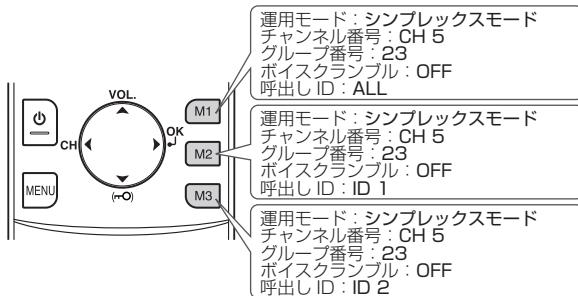 運用モード：シンプレックスモード
チャンネル番号：CH 5
グループ番号：23
ボイスクランブル：OFF
呼出し ID：ALL
VOL.
M1
CH
OK
M2
運用モード：シンプレックスモード
チャンネル番号：CH 5
グループ番号：23
ボイスクランブル：OFF
呼出し ID：ID 1
MENU
M3
運用モード：シンプレックスモード
チャンネル番号：CH 5
グループ番号：23
ボイスクランブル：OFF
呼出し ID：ID 2